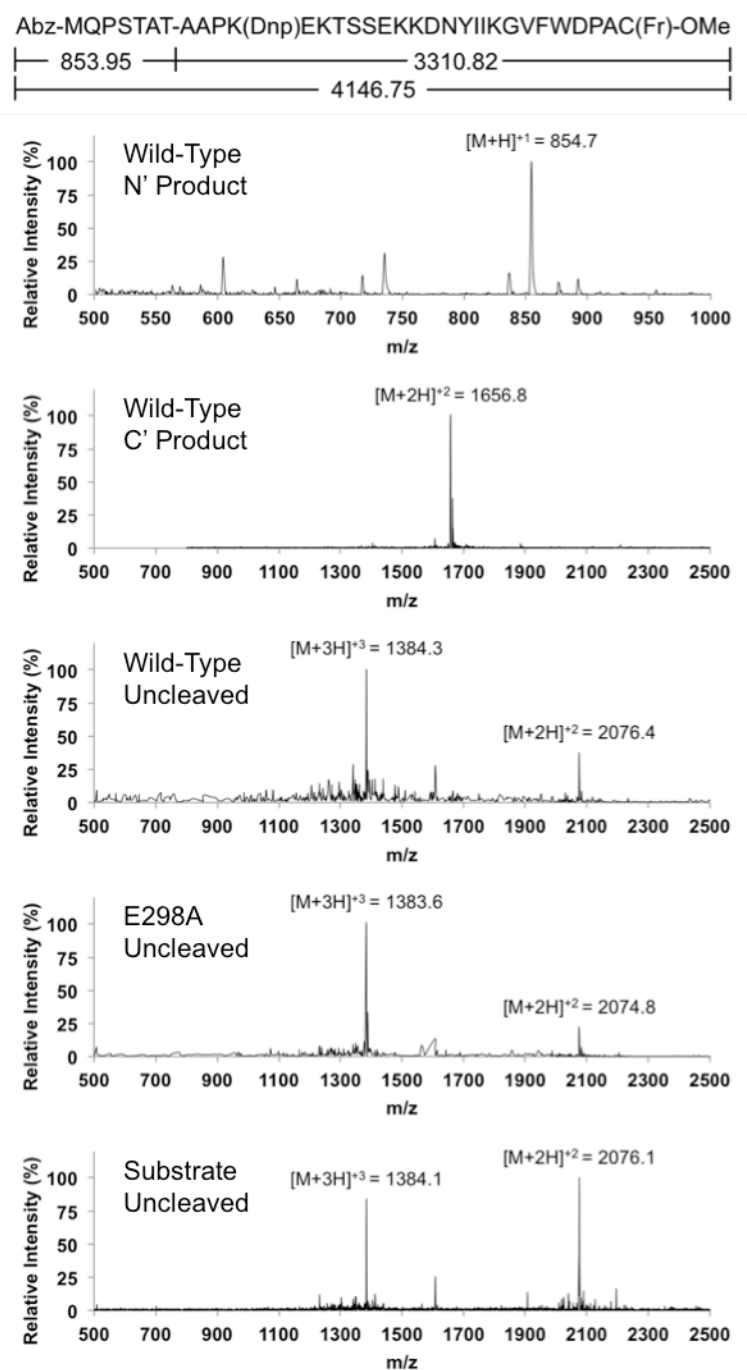 Abz-MQPSTAT-AAPK(Dnp)EKTSSEKKDNYIIKGVFWDPAC(Fr)-OMe
853.95 3310.82
4146.75
[M+H]+1 = 854.7
Wild-Type
N’ Product
Relative Intensity (%)
100
75
50
25
0
500 550 600 650 700 750 800 850 900 950 1000
m/z
[M+2H]+2 = 1656.8
Wild-Type
C’ Product
Relative Intensity (%)
100
75
50
25
0
500 700 900 1100 1300 1500 1700 1900 2100 2300 2500
m/z
[M+3H]+3 = 1384.3
Wild-Type
Uncleaved
[M+2H]+2 = 2076.4
Relative Intensity (%)
100
75
50
25
0
500 700 900 1100 1300 1500 1700 1900 2100 2300 2500
m/z
[M+3H]+3 = 1383.6
E298A
Uncleaved
[M+2H]+2 = 2074.8
Relative Intensity (%)
100
75
50
25
0
500 700 900 1100 1300 1500 1700 1900 2100 2300 2500
m/z
[M+2H]+2 = 2076.1
Substrate
Uncleaved
[M+3H]+3 = 1384.1
Relative Intensity (%)
100
75
50
25
0
500 700 900 1100 1300 1500 1700 1900 2100 2300 2500
m/z